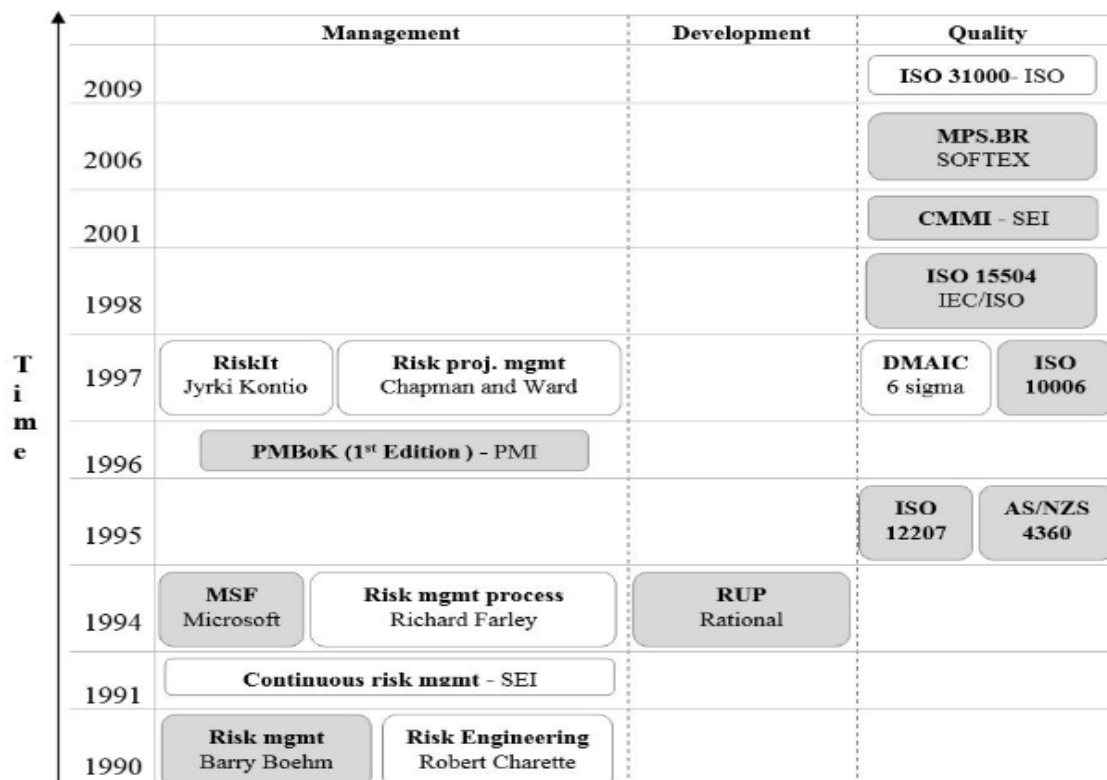 Management Development Quality
2009 ISO 31000- ISO
2006 MPS.BR
SOFTEX
2001 CMMI - SEI
1998 ISO 15504
IEC/ISO
Time
1997 RiskIt
Jyrki Kontio
Risk proj. mgmt
Chapman and Ward
DMAIC
6 sigma
ISO
10006
1996 PMBoK (1st Edition ) - PMI
1995 ISO
12207
AS/NZS
4360
1994 MSF
Microsoft
Risk mgmt process
Richard Farley
RUP
Rational
1991 Continuous risk mgmt - SEI
1990 Risk mgmt
Barry Boehm
Risk Engineering
Robert Charette